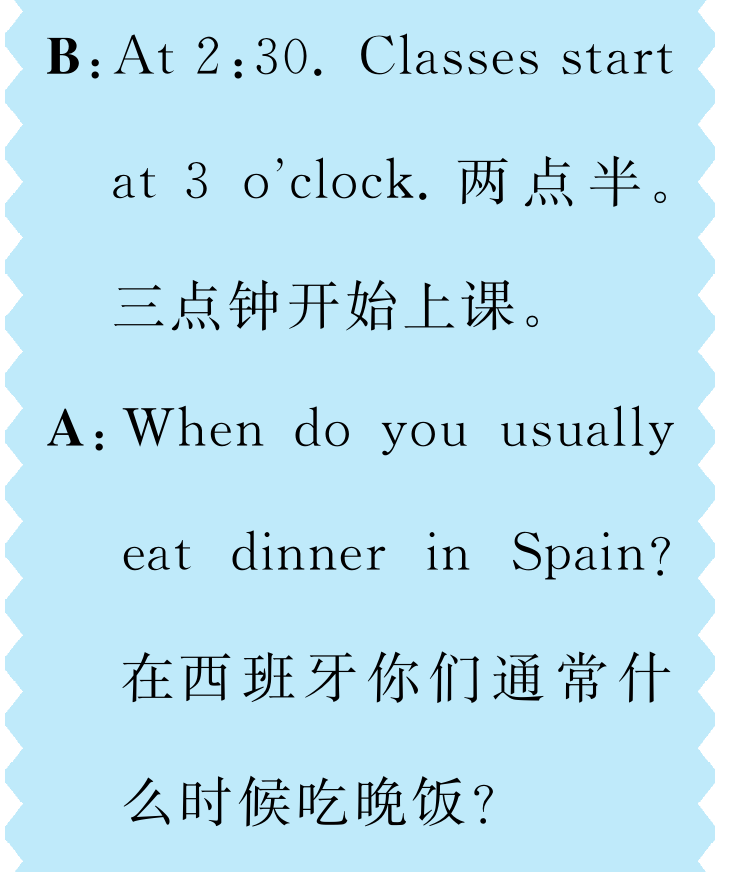 B: At 2:30. Classes start
at 3 o'clock. 两点半。
三点钟开始上课。
A: When do you usually
eat dinner in Spain?
在西班牙你们通常什
么时候吃晚饭?